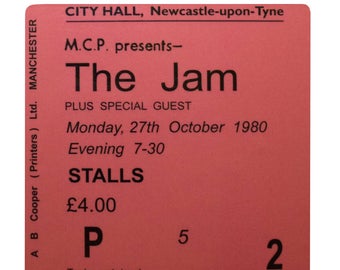 CITY HALL, Newcastle-upon-Tyne
M.C.P. presents–
The Jam
PLUS SPECIAL GUEST
Monday, 27th October 1980
Evening 7-30
STALLS
£4.00
P 5 2
A B Cooper (Printers) Ltd. MANCHESTER